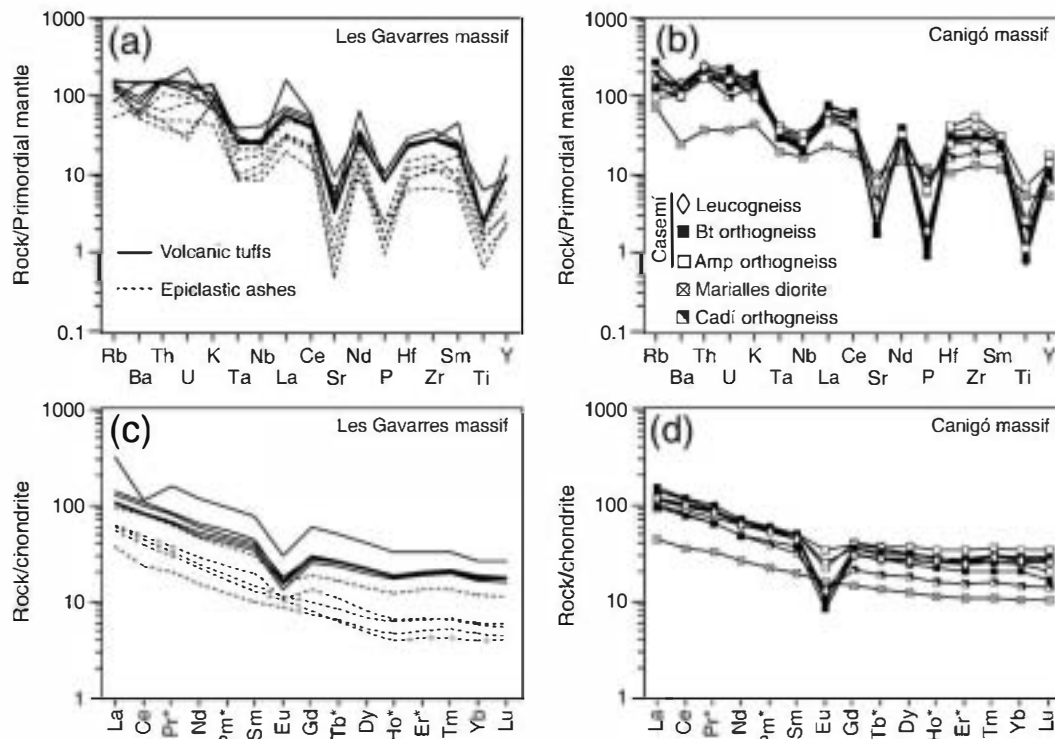 (a)
Les Gavarres massif
Rock/Primordial mantle
1000
100
10
1
0.1
Volcanic tuffs
Epiclastic ashes
Rb Th K Nb Ce Nd Hf Sm Y
Ba U Ta La Sr P Zr Ti
(b)
Canigó massif
Rock/Primordial mantle
1000
100
10
1
0.1
Casemí
Leucogneiss
Bt orthogneiss
Amp orthogneiss
Marialles diorite
Cadí orthogneiss
Rb Th K Nb Ce Nd Hf Sm Y
Ba U Ta La Sr P Zr Ti
(c)
Les Gavarres massif
Rock/chondrite
1000
100
10
1
La Ce Pr* Nd Pm* Sm Eu Gd Tb* Dy Ho* Er* Tm Yb Lu
(d)
Canigó massif
Rock/chondrite
1000
100
10
1
La Ce Pr* Nd Pm* Sm Eu Gd Tb* Dy Ho* Er* Tm Yb Lu